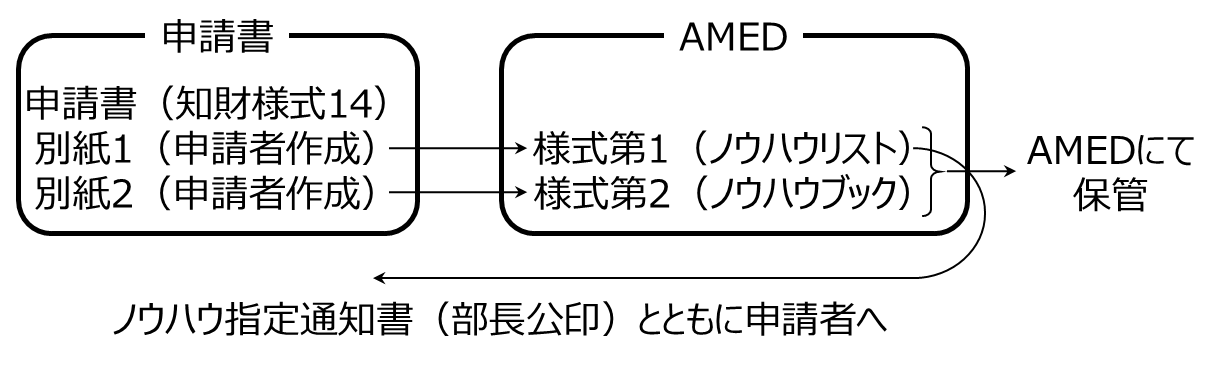 申請書
申請書（知財様式14）
別紙1（申請者作成）
別紙2（申請者作成）
AMED
様式第1（ノウハウリスト）
様式第2（ノウハウブック）
AMEDにて
保管
ノウハウ指定通知書（部長公印）とともに申請者へ